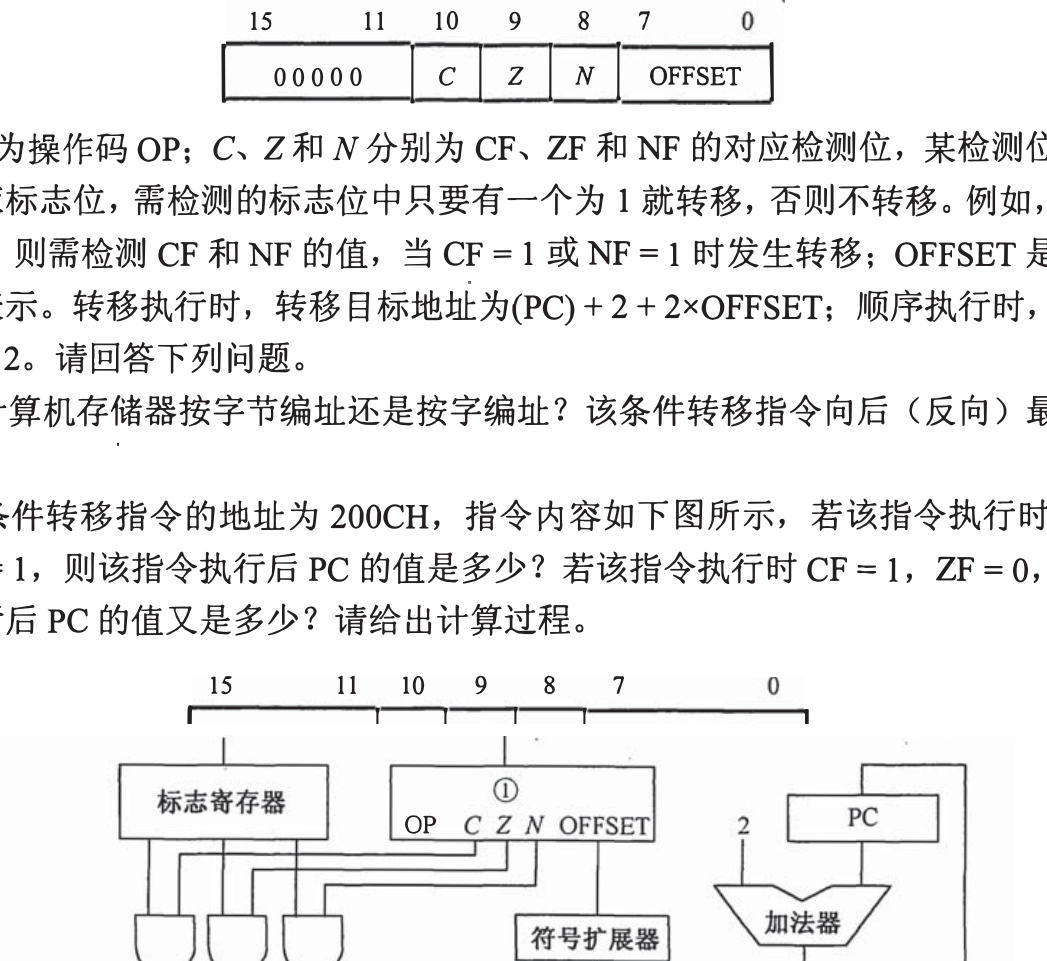 15 11 10 9 8 7 0
00000 C Z N OFFSET
为操作码 OP；C、Z 和 N 分别为 CF、ZF 和 NF 的对应检测位，某检测位
标志位，需检测的标志位中只要有一个为 1 就转移，否则不转移。例如，
则需检测 CF 和 NF 的值，当 CF = 1 或 NF = 1 时发生转移；OFFSET 是
示。转移执行时，转移目标地址为(PC) + 2 + 2×OFFSET；顺序执行时，
2。请回答下列问题。
计算机存储器按字节编址还是按字编址？该条件转移指令向后（反向）最
条件转移指令的地址为 200CH，指令内容如下图所示，若该指令执行时
= 1，则该指令执行后 PC 的值是多少？若该指令执行时 CF = 1，ZF = 0，
后 PC 的值又是多少？请给出计算过程。
15 11 10 9 8 7 0
标志寄存器 ① PC
OP C Z N OFFSET 2
符号扩展器 加法器